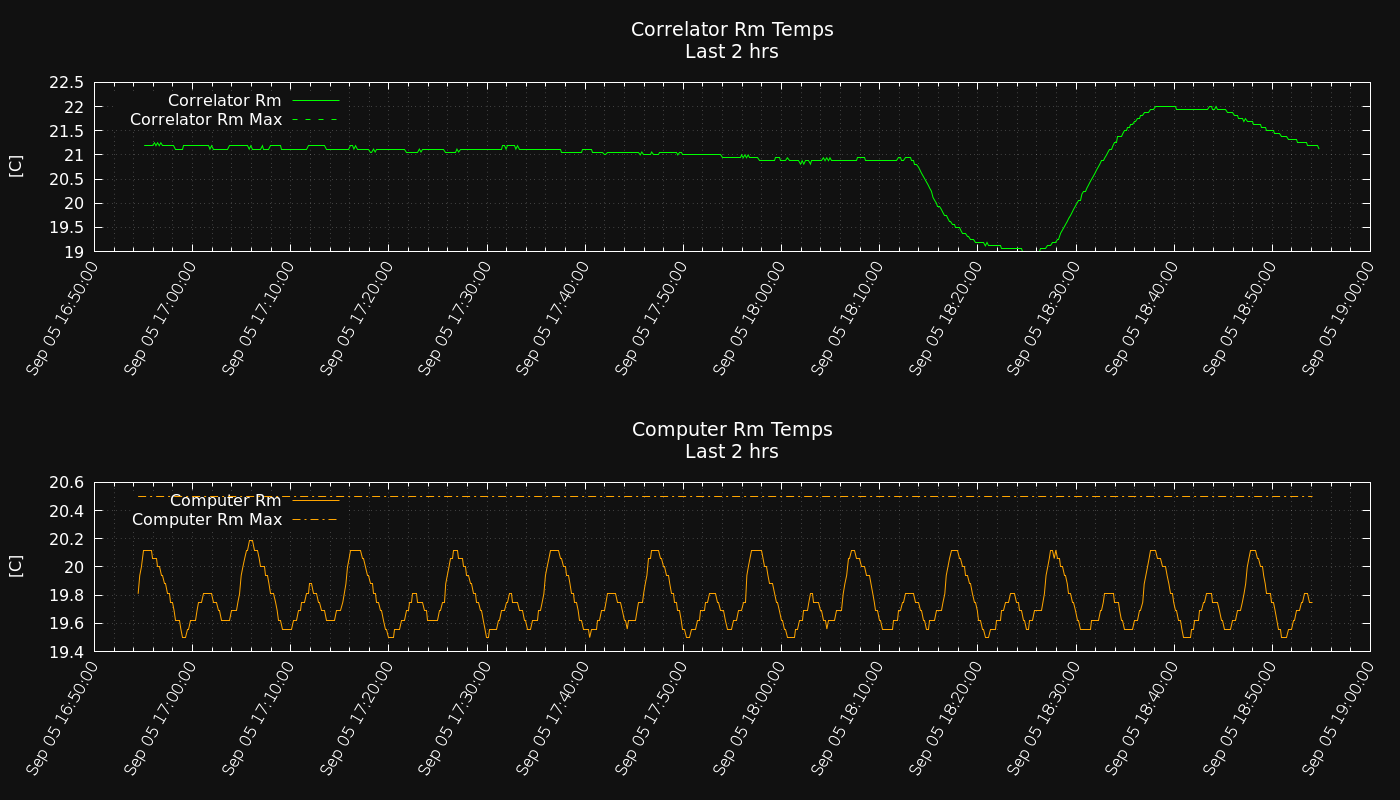 Correlator Rm Temps
Last 2 hrs
22.5
22
21.5
21
20.5
20
19.5
19
[C]
Correlator Rm
Correlator Rm Max
Sep 05 16:50:00
Sep 05 17:00:00
Sep 05 17:10:00
Sep 05 17:20:00
Sep 05 17:30:00
Sep 05 17:40:00
Sep 05 17:50:00
Sep 05 18:00:00
Sep 05 18:10:00
Sep 05 18:20:00
Sep 05 18:30:00
Sep 05 18:40:00
Sep 05 18:50:00
Sep 05 19:00:00
Computer Rm Temps
Last 2 hrs
20.6
20.4
20.2
20
19.8
19.6
19.4
[C]
Computer Rm
Computer Rm Max
Sep 05 16:50:00
Sep 05 17:00:00
Sep 05 17:10:00
Sep 05 17:20:00
Sep 05 17:30:00
Sep 05 17:40:00
Sep 05 17:50:00
Sep 05 18:00:00
Sep 05 18:10:00
Sep 05 18:20:00
Sep 05 18:30:00
Sep 05 18:40:00
Sep 05 18:50:00
Sep 05 19:00:00